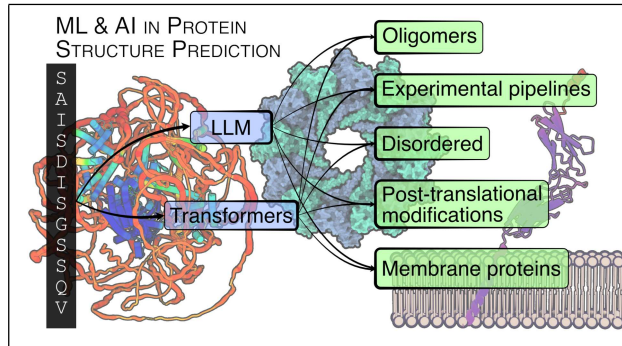 ML & AI IN PROTEIN
STRUCTURE PREDICTION
S
A
I
S
D
I
S
G
S
S
Q
V
LLM
Transformers
Oligomers
Experimental pipelines
Disordered
Post-translational
modifications
Membrane proteins